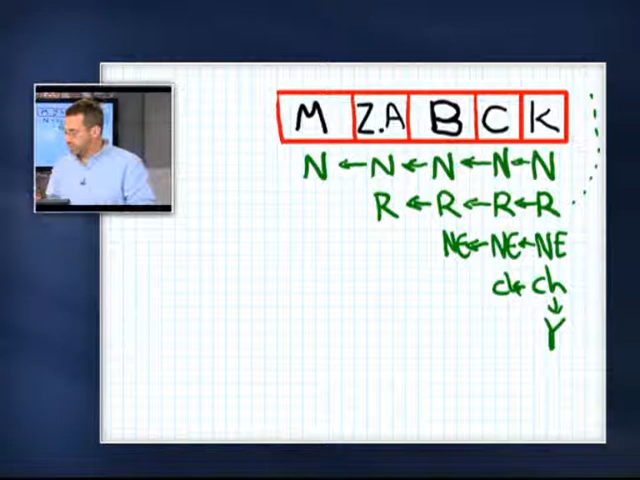 M Z.A B C K
N ← N ← N ← N ← N
R ← R ← R ← R
NE ← NE ← NE
ch ← ch
↓
Y